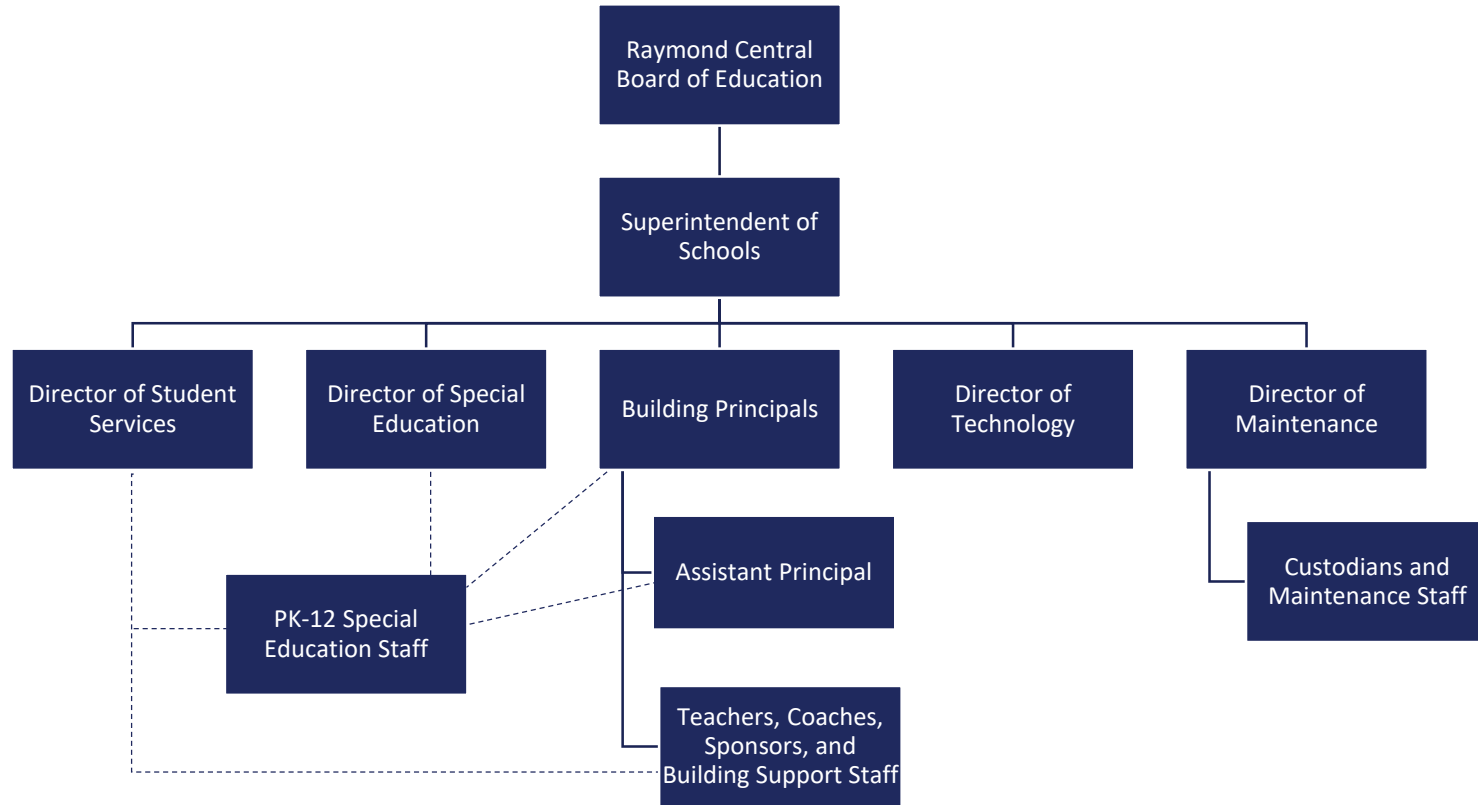 Raymond Central
Board of Education
Superintendent of
Schools
Director of Student
Services
Director of Special
Education
Building Principals
Director of
Technology
Director of
Maintenance
Assistant Principal
Custodians and
Maintenance Staff
PK-12 Special
Education Staff
Teachers, Coaches,
Sponsors, and
Building Support Staff